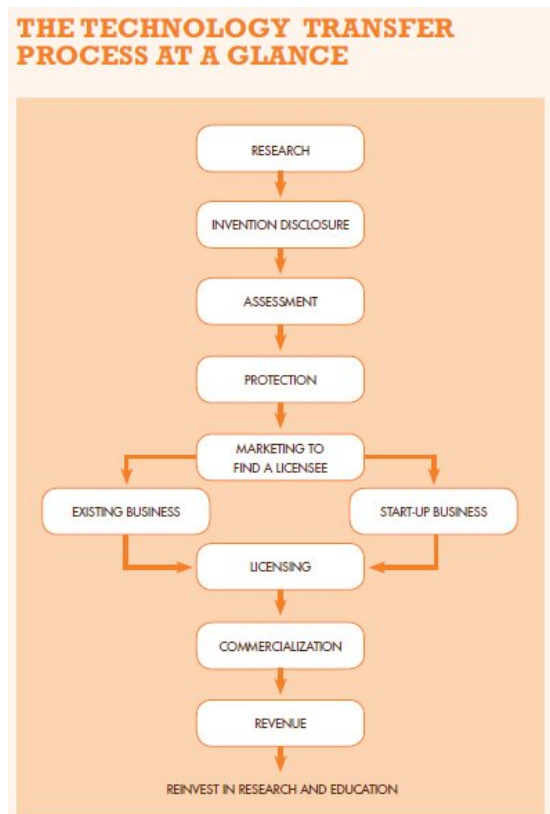 THE TECHNOLOGY TRANSFER
PROCESS AT A GLANCE
RESEARCH
INVENTION DISCLOSURE
ASSESSMENT
PROTECTION
MARKETING TO
FIND A LICENSEE
EXISTING BUSINESS
START-UP BUSINESS
LICENSING
COMMERCIALIZATION
REVENUE
REINVEST IN RESEARCH AND EDUCATION